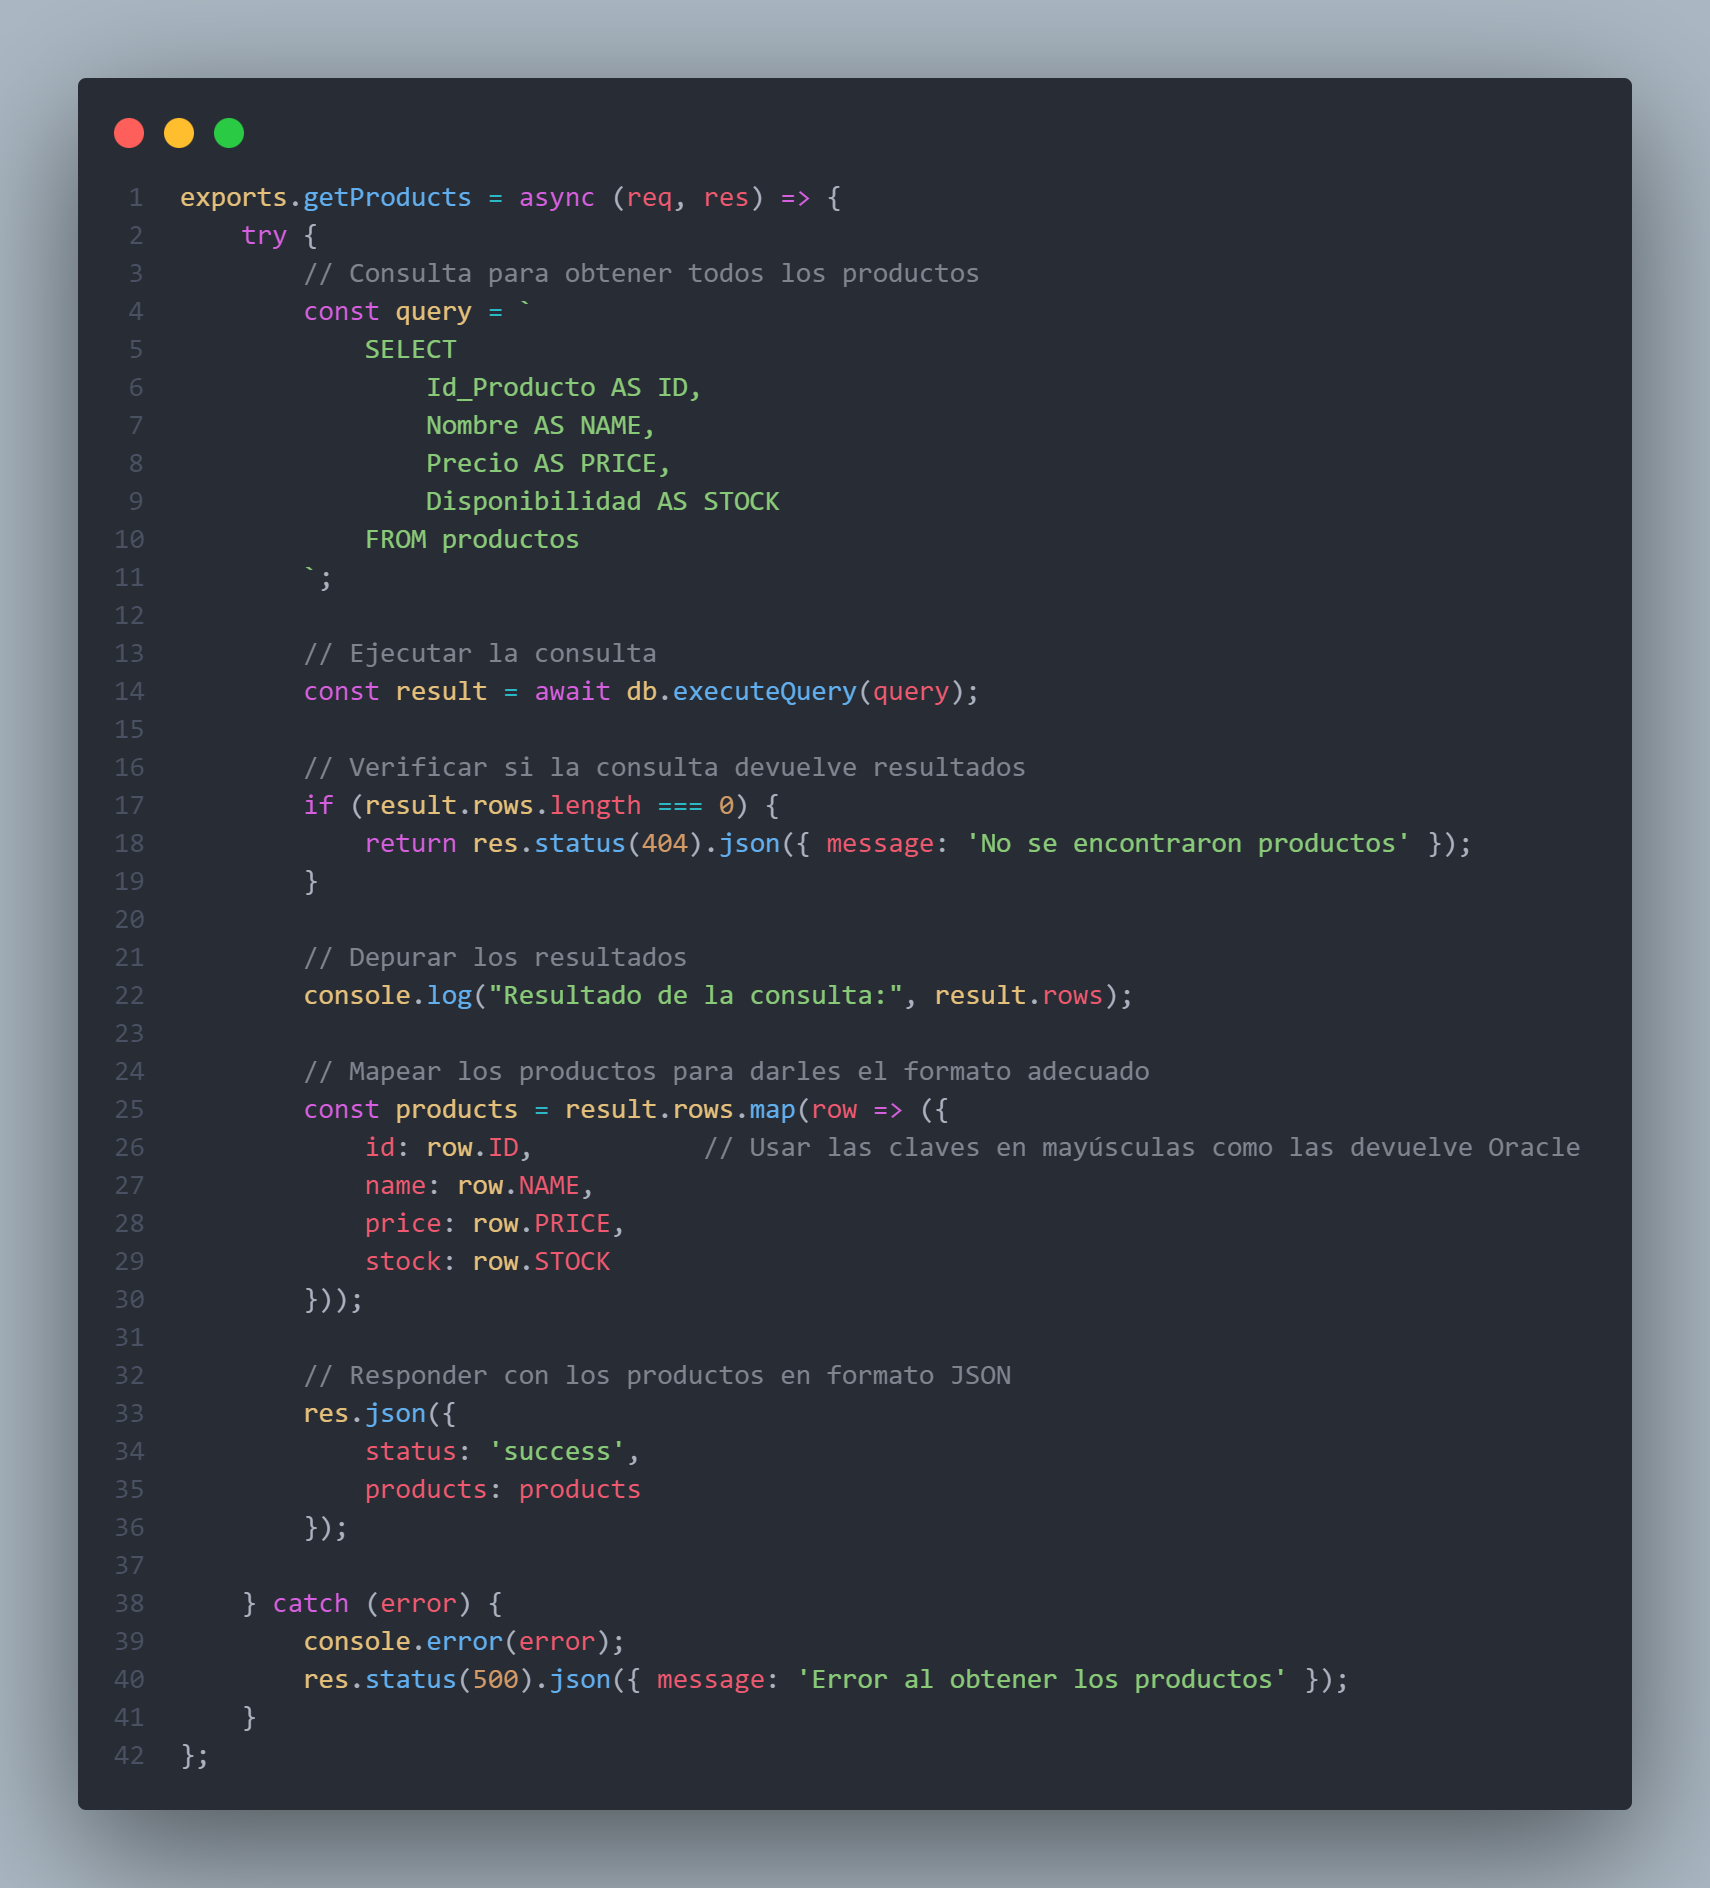 1 exports.getProducts = async (req, res) => {
2     try {
3         // Consulta para obtener todos los productos
4         const query = `
5             SELECT
6                 Id_Producto AS ID,
7                 Nombre AS NAME,
8                 Precio AS PRICE,
9                 Disponibilidad AS STOCK
10             FROM productos
11         `;
12
13         // Ejecutar la consulta
14         const result = await db.executeQuery(query);
15
16         // Verificar si la consulta devuelve resultados
17         if (result.rows.length === 0) {
18             return res.status(404).json({ message: 'No se encontraron productos' });
19         }
20
21         // Depurar los resultados
22         console.log("Resultado de la consulta:", result.rows);
23
24         // Mapear los productos para darles el formato adecuado
25         const products = result.rows.map(row => ({
26             id: row.ID,           // Usar las claves en mayúsculas como las devuelve Oracle
27             name: row.NAME,
28             price: row.PRICE,
29             stock: row.STOCK
30         }));
31
32         // Responder con los productos en formato JSON
33         res.json({
34             status: 'success',
35             products: products
36         });
37
38     } catch (error) {
39         console.error(error);
40         res.status(500).json({ message: 'Error al obtener los productos' });
41     }
42 };